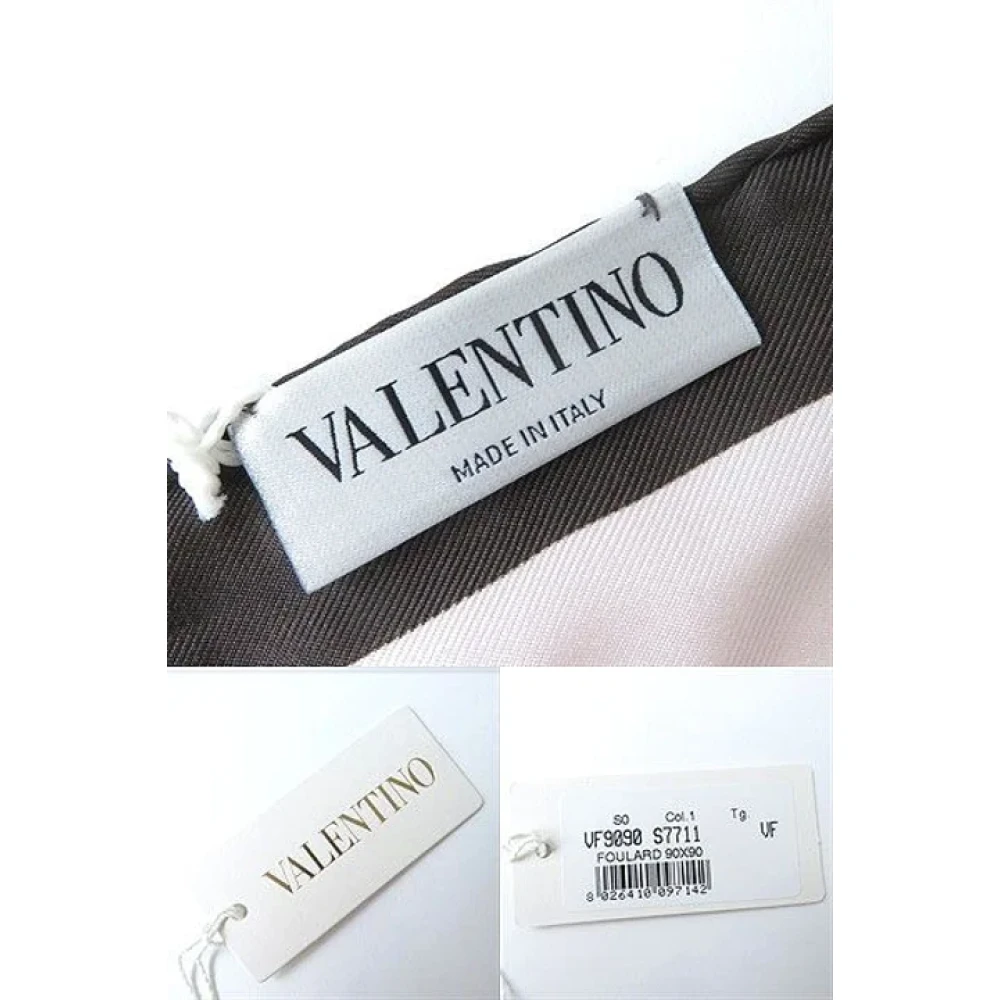 VALENTINO
MADE IN ITALY
VALENTINO
S0 Col.1 Tg.
VF9090 S7711 VF
FOULARD 90X90
8 026410 097142